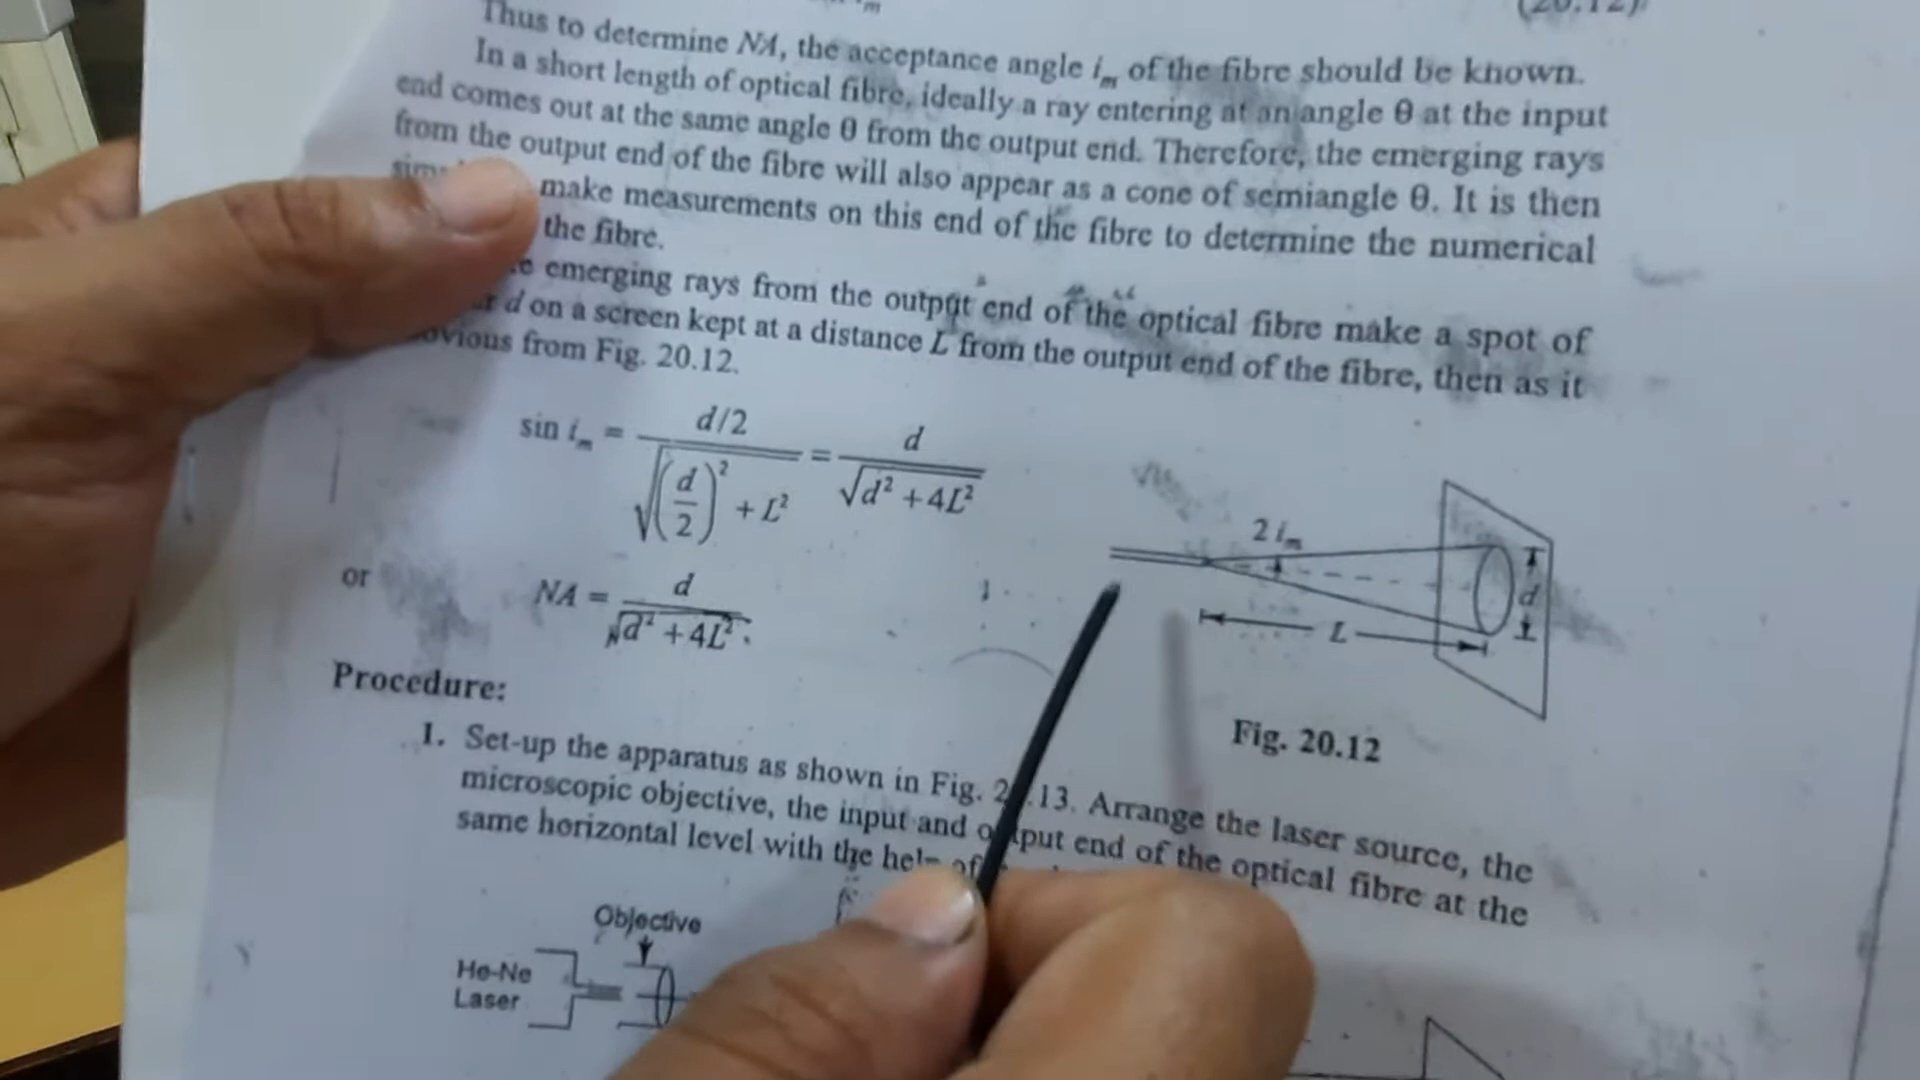 (20.12)
Thus to determine NA, the acceptance angle iₘ of the fibre should be known.
In a short length of optical fibre, ideally a ray entering at an angle θ at the input
end comes out at the same angle θ from the output end. Therefore, the emerging rays
from the output end of the fibre will also appear as a cone of semiangle θ. It is then
make measurements on this end of the fibre to determine the numerical
the fibre.
emerging rays from the output end of the optical fibre make a spot of
d on a screen kept at a distance L from the output end of the fibre, then as it
from Fig. 20.12.
sin iₘ = (d/2) / √((d/2)² + L²) = d / √(d² + 4L²)
or NA = d / √(d² + 4L²).
2 iₘ
d
L
Fig. 20.12
Procedure:
1. Set-up the apparatus as shown in Fig. 2 .13. Arrange the laser source, the
microscopic objective, the input and output end of the optical fibre at the
same horizontal level with the help of
Objective
He-Ne
Laser